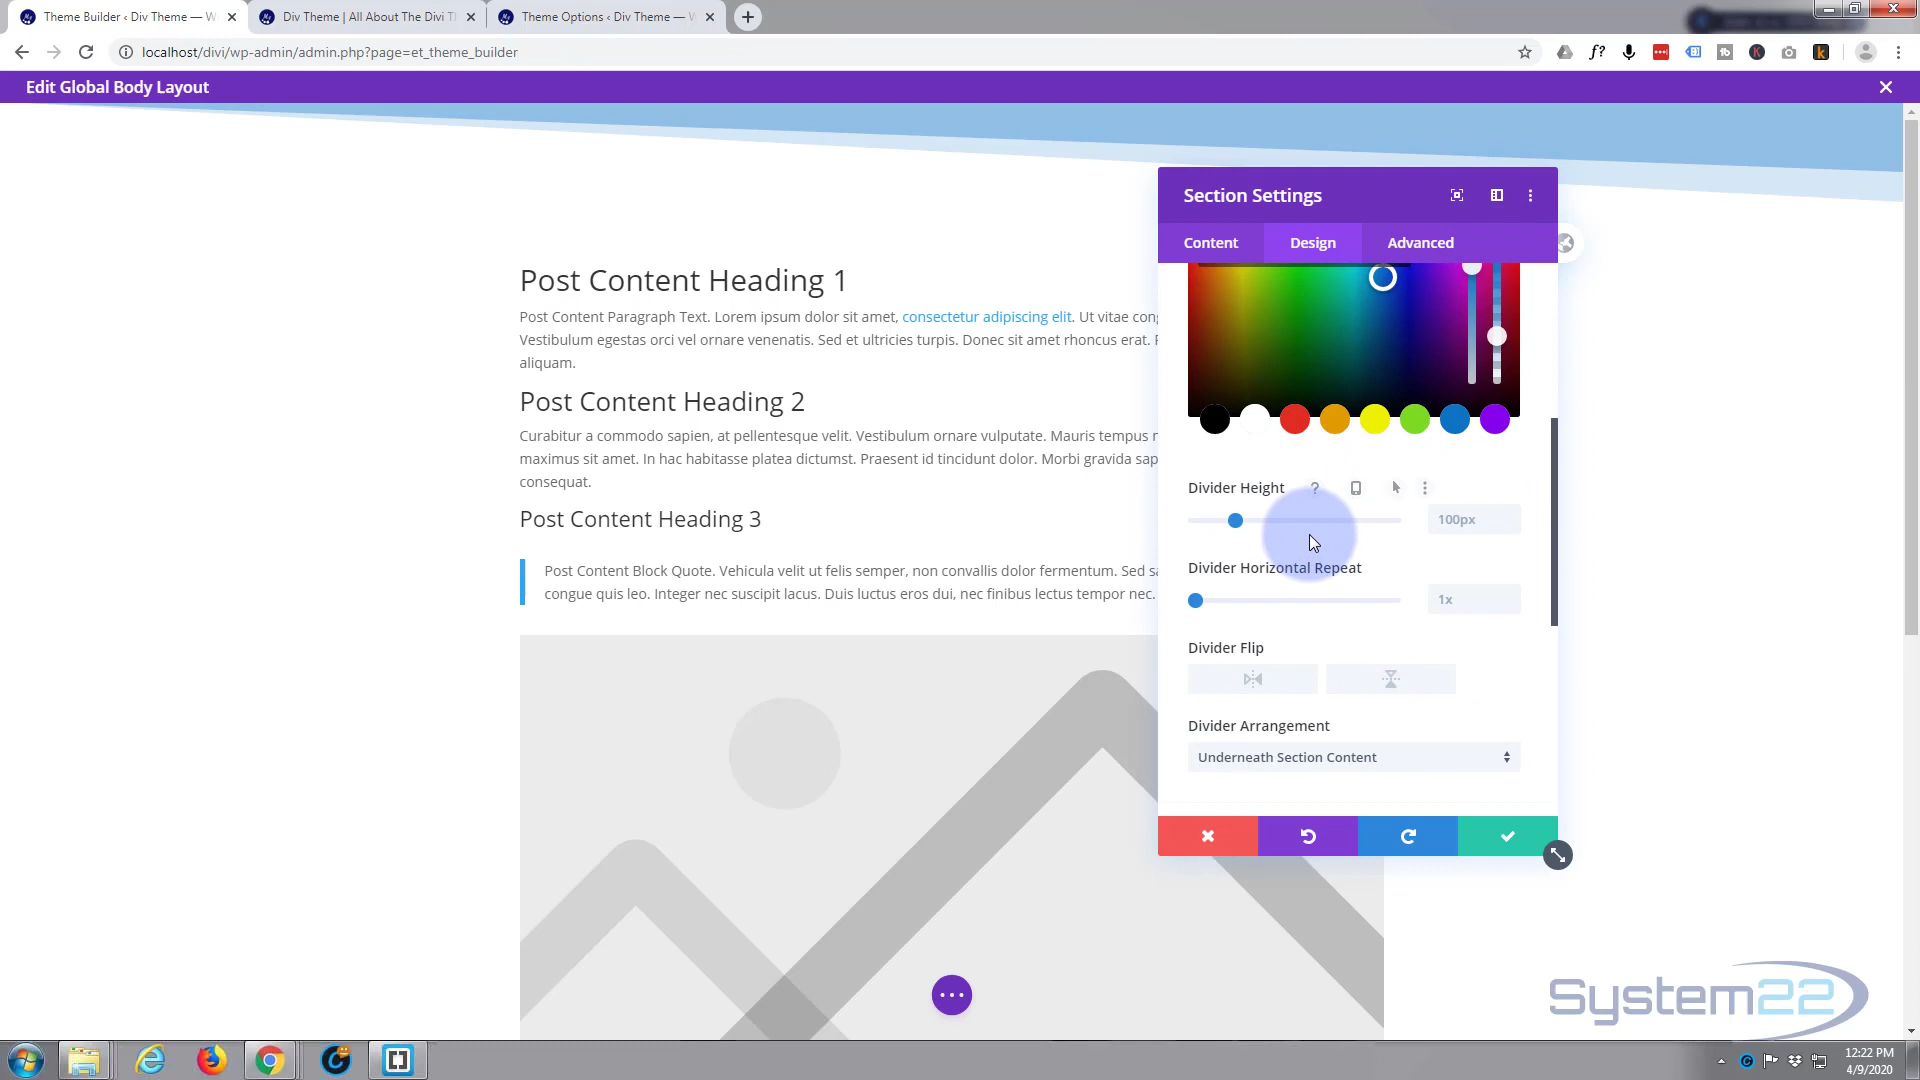 Theme Builder ‹ Div Theme — W
Div Theme | All About The Divi T
Theme Options ‹ Div Theme — W
localhost/divi/wp-admin/admin.php?page=et_theme_builder
f?
tb
K
k
Edit Global Body Layout
Section Settings
Content
Design
Advanced
Post Content Heading 1
Post Content Paragraph Text. Lorem ipsum dolor sit amet, consectetur adipiscing elit. Ut vitae cong
Vestibulum egestas orci vel ornare venenatis. Sed et ultricies turpis. Donec sit amet rhoncus erat. P
aliquam.
Post Content Heading 2
Curabitur a commodo sapien, at pellentesque velit. Vestibulum ornare vulputate. Mauris tempus m
maximus sit amet. In hac habitasse platea dictumst. Praesent id tincidunt dolor. Morbi gravida sap
consequat.
Post Content Heading 3
Post Content Block Quote. Vehicula velit ut felis semper, non convallis dolor fermentum. Sed sa
congue quis leo. Integer nec suscipit lacus. Duis luctus eros dui, nec finibus lectus tempor nec.
Divider Height
?
100px
Divider Horizontal Repeat
1x
Divider Flip
Divider Arrangement
Underneath Section Content
System22
12:22 PM
4/9/2020